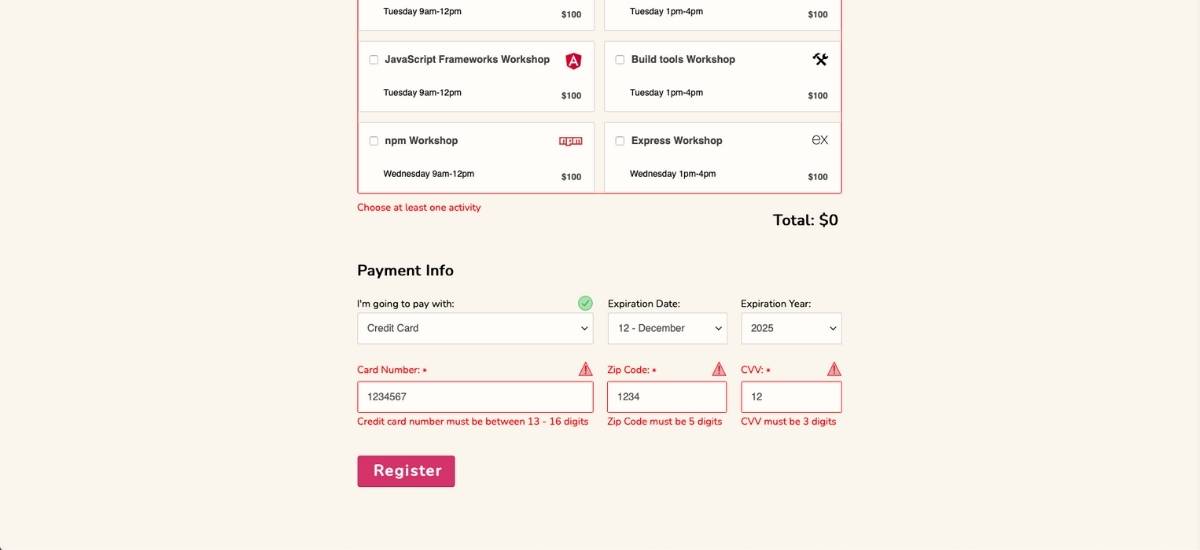 Tuesday 9am-12pm $100 Tuesday 1pm-4pm $100
JavaScript Frameworks Workshop A Build tools Workshop
Tuesday 9am-12pm $100 Tuesday 1pm-4pm $100
npm Workshop npm Express Workshop ex
Wednesday 9am-12pm $100 Wednesday 1pm-4pm $100
Choose at least one activity
Total: $0
Payment Info
I'm going to pay with: Expiration Date: Expiration Year:
Credit Card 12 - December 2025
Card Number: * Zip Code: * CVV: *
1234567 1234 12
Credit card number must be between 13 - 16 digits Zip Code must be 5 digits CVV must be 3 digits
Register